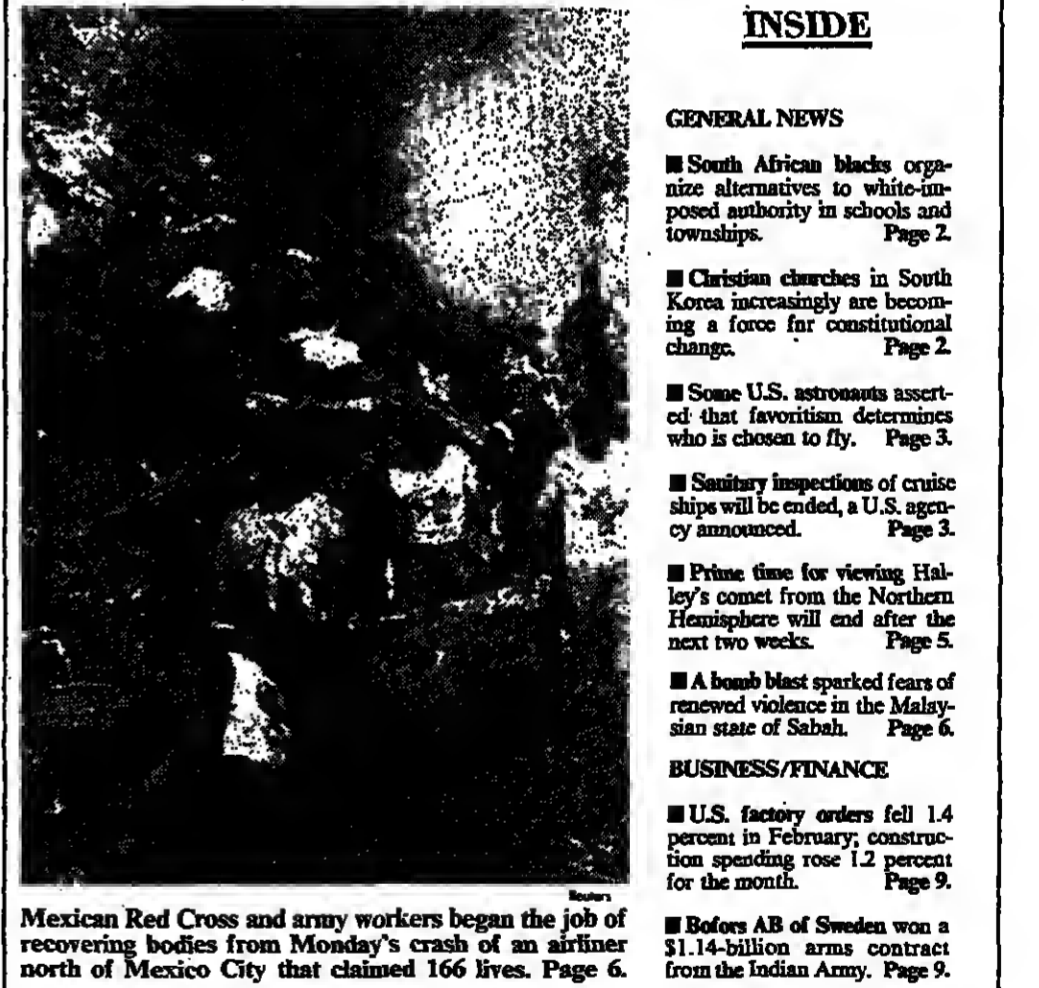 Reuters
Mexican Red Cross and army workers began the job of
recovering bodies from Monday's crash of an airliner
north of Mexico City that claimed 166 lives. Page 6.
INSIDE
GENERAL NEWS
■ South African blacks orga-
nize alternatives to white-im-
posed authority in schools and
townships. Page 2.
■ Christian churches in South
Korea increasingly are becom-
ing a force fnr constitutional
change. Page 2.
■ Some U.S. astronauts assert-
ed that favoritism determines
who is chosen to fly. Page 3.
■ Sanitary inspections of cruise
ships will be ended, a U.S. agen-
cy announced. Page 3.
■ Prime time for viewing Hal-
ley's comet from the Northern
Hemisphere will end after the
next two weeks. Page 5.
■ A bomb blast sparked fears of
renewed violence in the Malay-
sian state of Sabah. Page 6.
BUSINESS/FINANCE
■ U.S. factory orders fell 1.4
percent in February; construc-
tion spending rose 1.2 percent
for the month. Page 9.
■ Bofors AB of Sweden won a
$1.14-billion arms contract
from the Indian Army. Page 9.